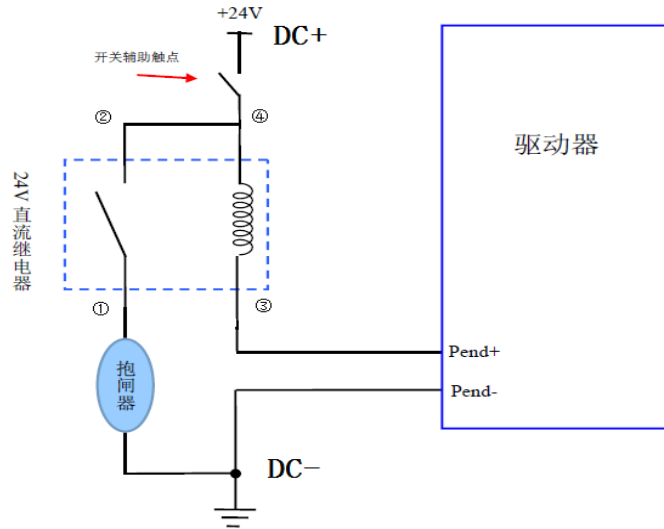 +24V
DC+
开关辅助触点
②
④
驱动器
24V 直流继电器
①
③
抱闸器
Pend+
Pend-
DC−